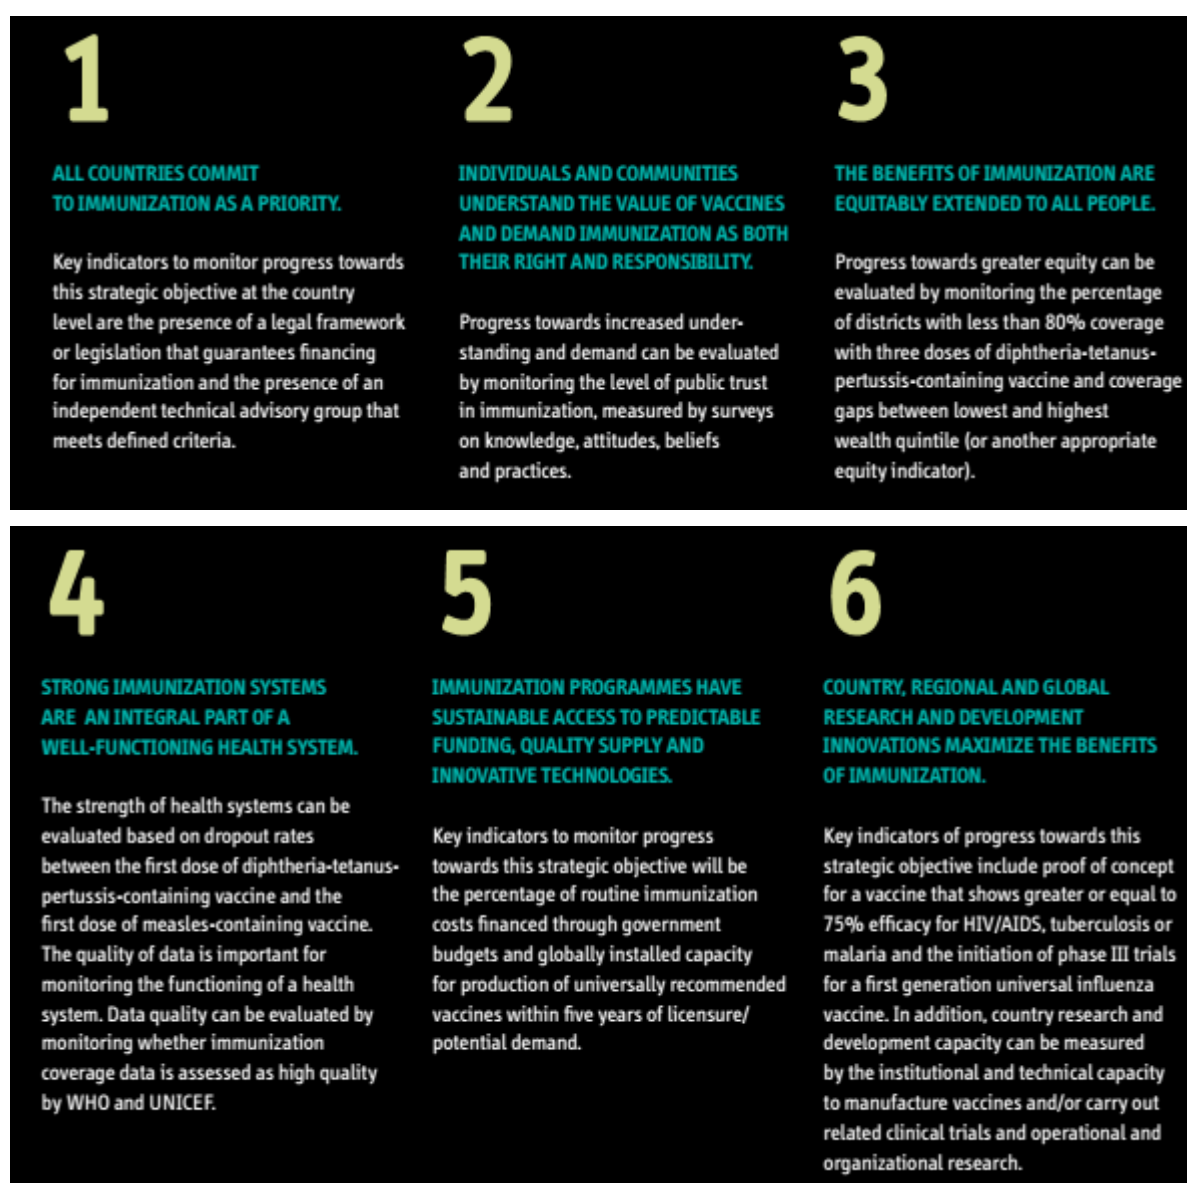 1
ALL COUNTRIES COMMIT
TO IMMUNIZATION AS A PRIORITY.
Key indicators to monitor progress towards
this strategic objective at the country
level are the presence of a legal framework
or legislation that guarantees financing
for immunization and the presence of an
independent technical advisory group that
meets defined criteria.
2
INDIVIDUALS AND COMMUNITIES
UNDERSTAND THE VALUE OF VACCINES
AND DEMAND IMMUNIZATION AS BOTH
THEIR RIGHT AND RESPONSIBILITY.
Progress towards increased under-
standing and demand can be evaluated
by monitoring the level of public trust
in immunization, measured by surveys
on knowledge, attitudes, beliefs
and practices.
3
THE BENEFITS OF IMMUNIZATION ARE
EQUITABLY EXTENDED TO ALL PEOPLE.
Progress towards greater equity can be
evaluated by monitoring the percentage
of districts with less than 80% coverage
with three doses of diphtheria-tetanus-
pertussis-containing vaccine and coverage
gaps between lowest and highest
wealth quintile (or another appropriate
equity indicator).
4
STRONG IMMUNIZATION SYSTEMS
ARE AN INTEGRAL PART OF A
WELL-FUNCTIONING HEALTH SYSTEM.
The strength of health systems can be
evaluated based on dropout rates
between the first dose of diphtheria-tetanus-
pertussis-containing vaccine and the
first dose of measles-containing vaccine.
The quality of data is important for
monitoring the functioning of a health
system. Data quality can be evaluated by
monitoring whether immunization
coverage data is assessed as high quality
by WHO and UNICEF.
5
IMMUNIZATION PROGRAMMES HAVE
SUSTAINABLE ACCESS TO PREDICTABLE
FUNDING, QUALITY SUPPLY AND
INNOVATIVE TECHNOLOGIES.
Key indicators to monitor progress
towards this strategic objective will be
the percentage of routine immunization
costs financed through government
budgets and globally installed capacity
for production of universally recommended
vaccines within five years of licensure/
potential demand.
6
COUNTRY, REGIONAL AND GLOBAL
RESEARCH AND DEVELOPMENT
INNOVATIONS MAXIMIZE THE BENEFITS
OF IMMUNIZATION.
Key indicators of progress towards this
strategic objective include proof of concept
for a vaccine that shows greater or equal to
75% efficacy for HIV/AIDS, tuberculosis or
malaria and the initiation of phase III trials
for a first generation universal influenza
vaccine. In addition, country research and
development capacity can be measured
by the institutional and technical capacity
to manufacture vaccines and/or carry out
related clinical trials and operational and
organizational research.